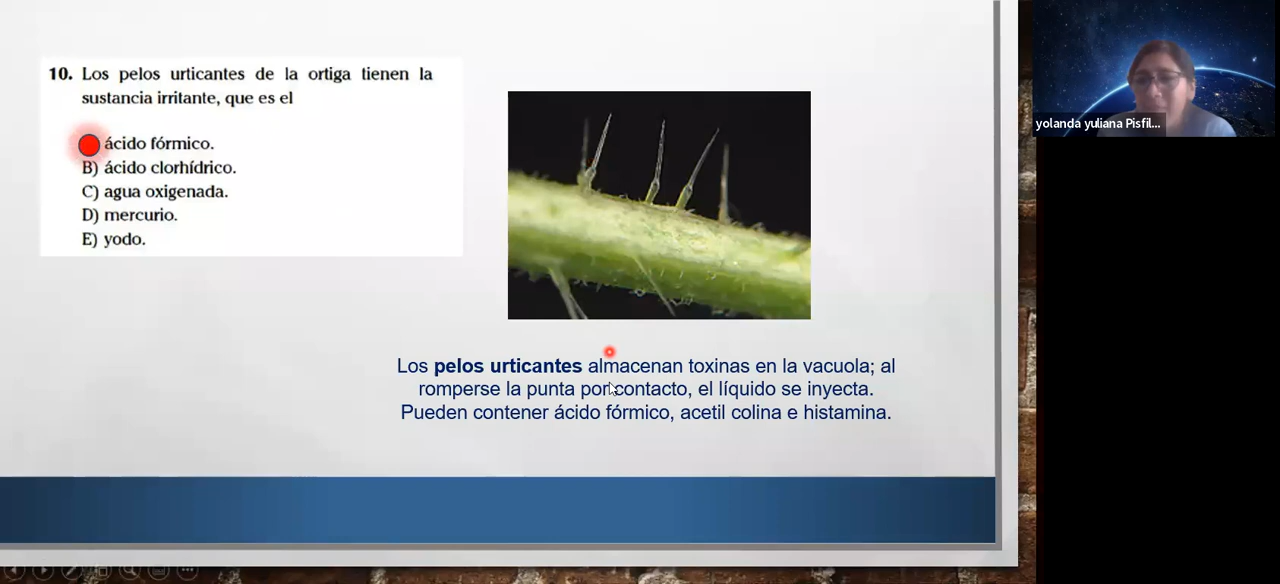 10. Los pelos urticantes de la ortiga tienen la
sustancia irritante, que es el
ácido fórmico.
B) ácido clorhídrico.
C) agua oxigenada.
D) mercurio.
E) yodo.
Los pelos urticantes almacenan toxinas en la vacuola; al
romperse la punta por contacto, el líquido se inyecta.
Pueden contener ácido fórmico, acetil colina e histamina.
yolanda yuliana Pisfil...